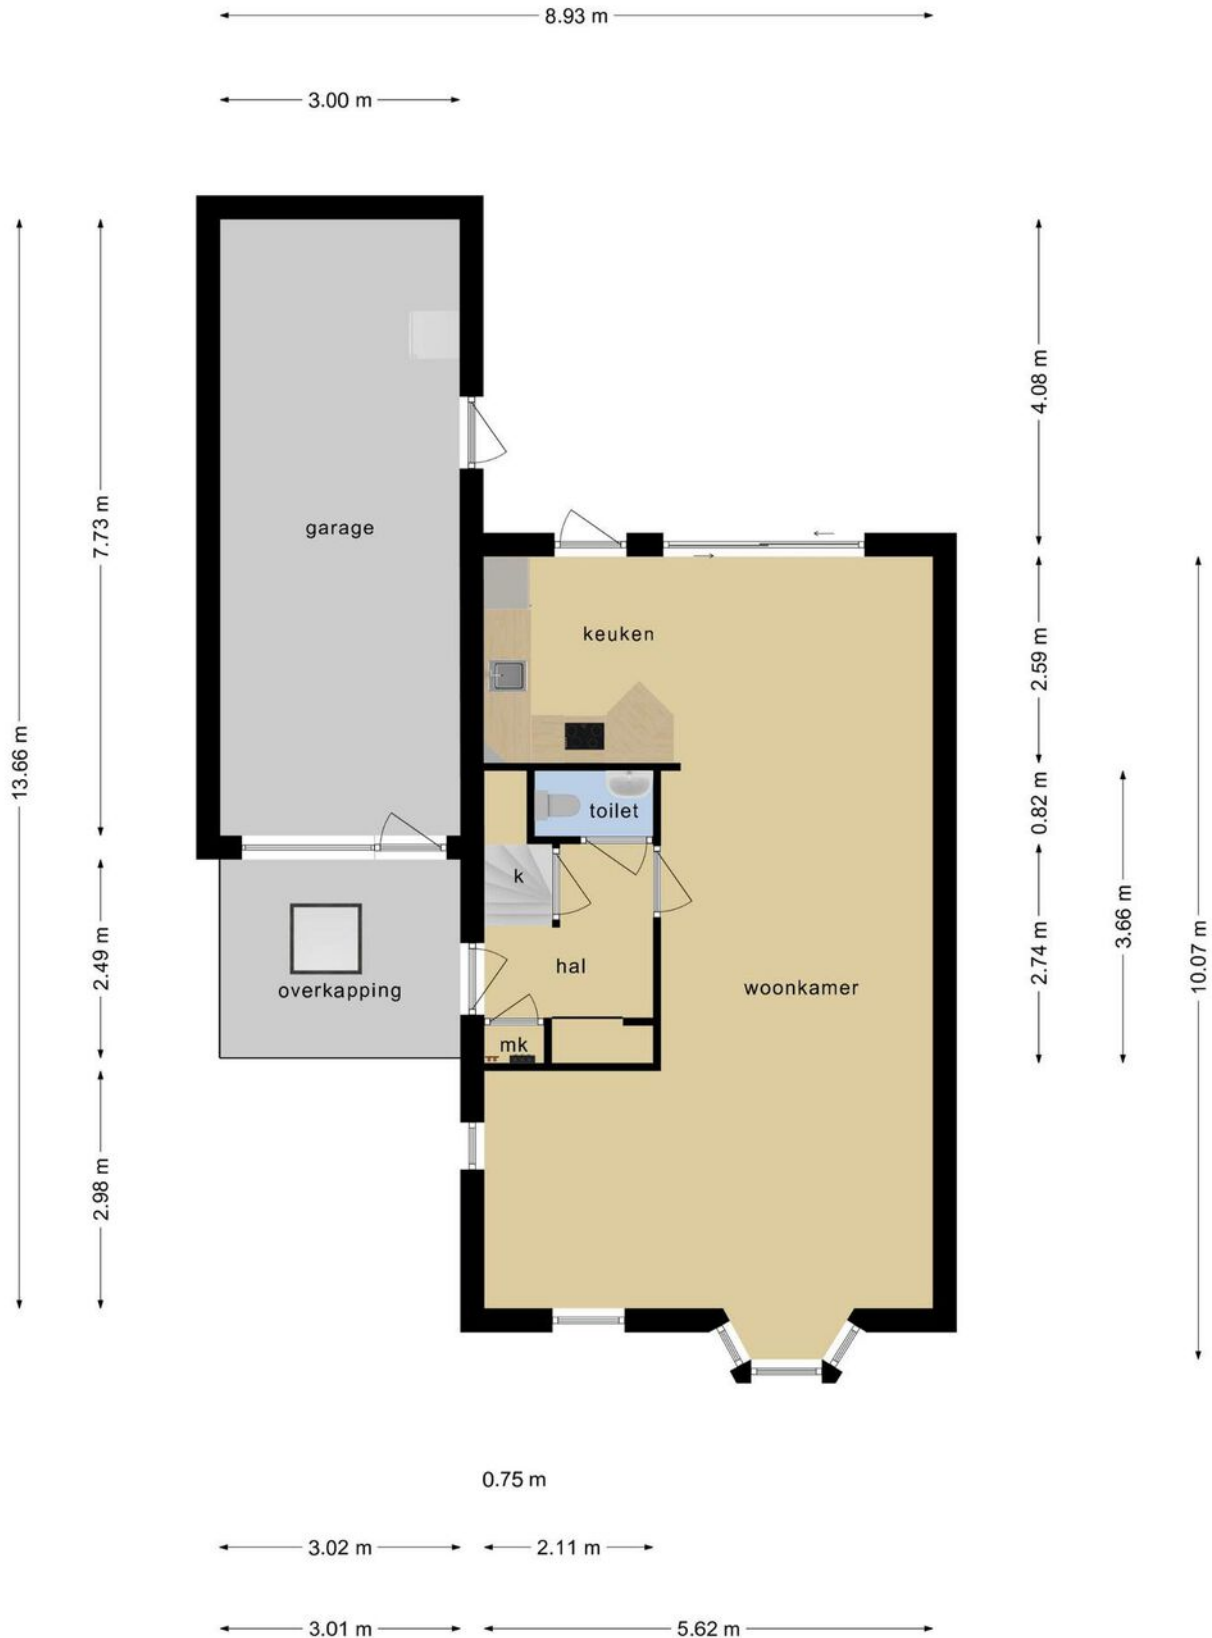 8.93 m
3.00 m
4.08 m
7.73 m
garage
keuken
2.59 m
13.66 m
toilet
0.82 m
k
3.66 m
hal
2.49 m
2.74 m
10.07 m
overkapping
woonkamer
mk
2.98 m
0.75 m
3.02 m
2.11 m
3.01 m
5.62 m